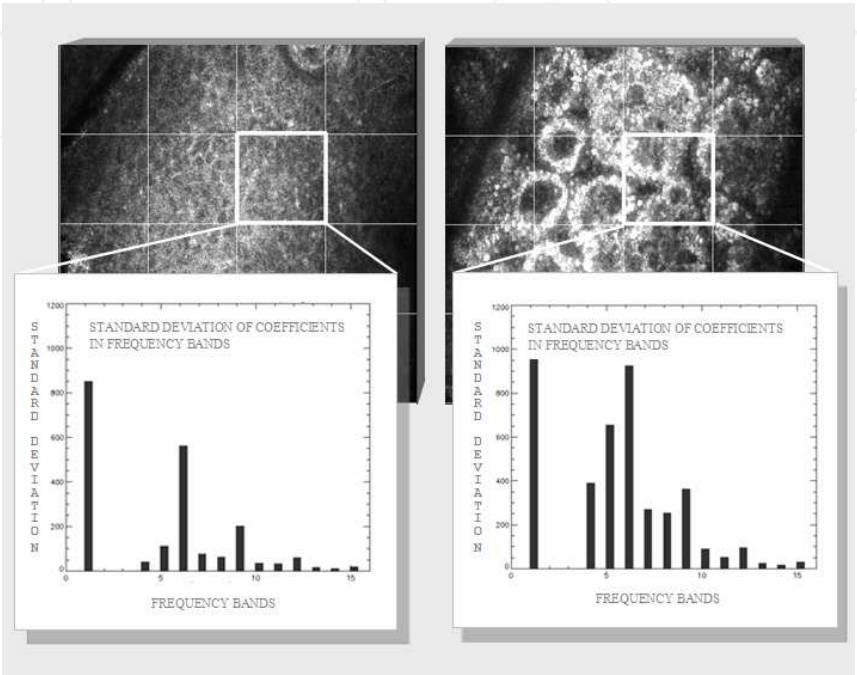 STANDARD DEVIATION
1200
1000
800
600
400
200
0
STANDARD DEVIATION OF COEFFICIENTS
IN FREQUENCY BANDS
0 5 10 15
FREQUENCY BANDS
STANDARD DEVIATION
1200
1000
800
600
400
200
0
STANDARD DEVIATION OF COEFFICIENTS
IN FREQUENCY BANDS
0 5 10 15
FREQUENCY BANDS